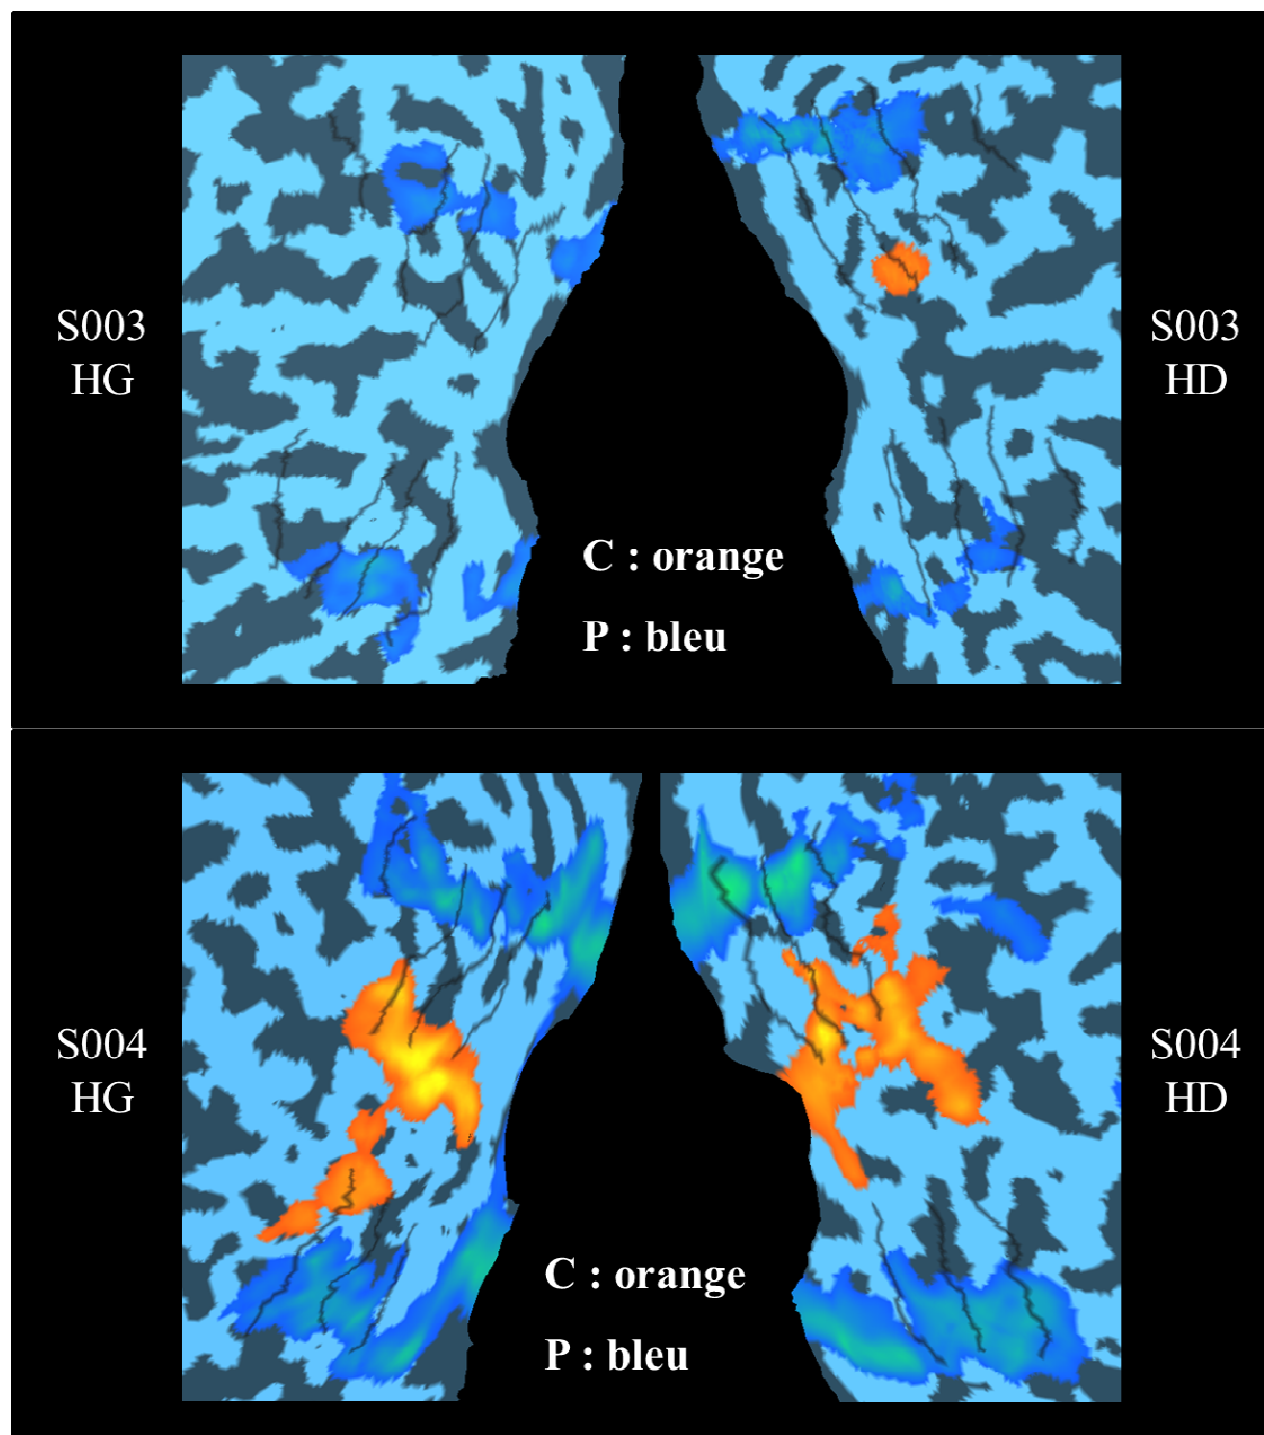 S003
HG
S003
HD
C : orange
P : bleu
S004
HG
S004
HD
C : orange
P : bleu